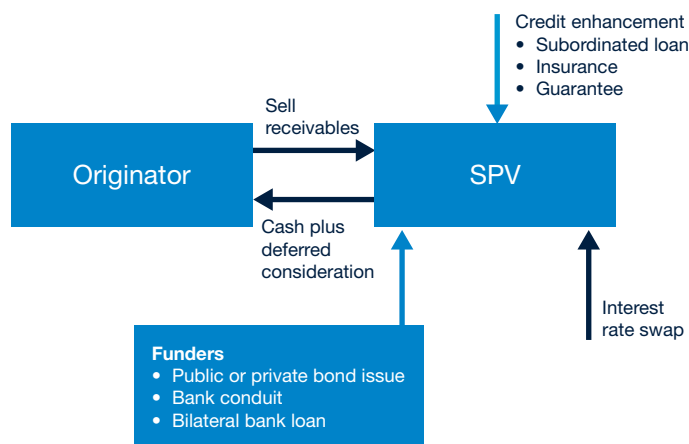 Credit enhancement
• Subordinated loan
• Insurance
• Guarantee
Sell
receivables
Originator
SPV
Cash plus
deferred
consideration
Interest
rate swap
Funders
• Public or private bond issue
• Bank conduit
• Bilateral bank loan